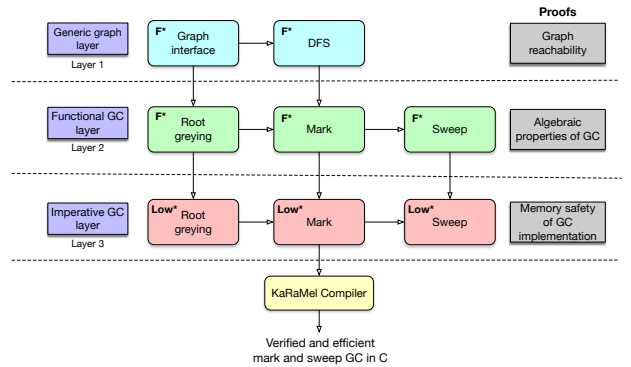 Proofs
Generic graph
layer
Layer 1
F*
Graph
interface
F*
DFS
Graph
reachability
Functional GC
layer
Layer 2
F*
Root
greying
F*
Mark
F*
Sweep
Algebraic
properties of GC
Imperative GC
layer
Layer 3
Low*
Root
greying
Low*
Mark
Low*
Sweep
Memory safety
of GC
implementation
KaRaMel Compiler
Verified and efficient
mark and sweep GC in C